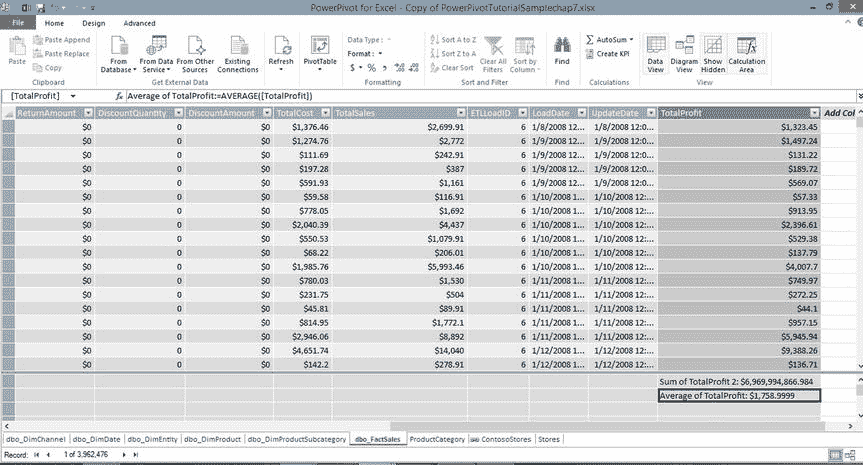 PowerPivot for Excel - Copy of PowerPivotTutorialSamplechap7.xlsx
File Home Design Advanced
Paste Append
Paste Replace
Copy
Paste
From Database
From Data Service
From Other Sources
Existing Connections
Refresh
PivotTable
Data Type :
Format :
$ % ,
Sort A to Z
Sort Z to A
Clear Sort
Clear All Filters
Sort by Column
Find
AutoSum
Create KPI
Data View
Diagram View
Show Hidden
Calculation Area
Clipboard Get External Data Formatting Sort and Filter Find Calculations View
[TotalProfit] fx Average of TotalProfit:=AVERAGE([TotalProfit])
ReturnAmount DiscountQuantity DiscountAmount TotalCost TotalSales ETLLoadID LoadDate UpdateDate TotalProfit Add Col
$0 0 $0 $1,376.46 $2,699.91 6 1/8/2008 12... 1/8/2008 12:0... $1,323.45
$0 0 $0 $1,274.76 $2,772 6 1/8/2008 12... 1/8/2008 12:0... $1,497.24
$0 0 $0 $111.69 $242.91 6 1/9/2008 12... 1/9/2008 12:0... $131.22
$0 0 $0 $197.28 $387 6 1/9/2008 12... 1/9/2008 12:0... $189.72
$0 0 $0 $591.93 $1,161 6 1/9/2008 12... 1/9/2008 12:0... $569.07
$0 0 $0 $59.58 $116.91 6 1/10/2008 1... 1/10/2008 12:... $57.33
$0 0 $0 $778.05 $1,692 6 1/10/2008 1... 1/10/2008 12:... $913.95
$0 0 $0 $2,040.39 $4,437 6 1/10/2008 1... 1/10/2008 12:... $2,396.61
$0 0 $0 $550.53 $1,079.91 6 1/10/2008 1... 1/10/2008 12:... $529.38
$0 0 $0 $68.22 $206.01 6 1/10/2008 1... 1/10/2008 12:... $137.79
$0 0 $0 $1,985.76 $5,993.46 6 1/10/2008 1... 1/10/2008 12:... $4,007.7
$0 0 $0 $780.03 $1,530 6 1/11/2008 1... 1/11/2008 12:... $749.97
$0 0 $0 $231.75 $504 6 1/11/2008 1... 1/11/2008 12:... $272.25
$0 0 $0 $45.81 $89.91 6 1/11/2008 1... 1/11/2008 12:... $44.1
$0 0 $0 $814.95 $1,772.1 6 1/11/2008 1... 1/11/2008 12:... $957.15
$0 0 $0 $2,946.06 $8,892 6 1/11/2008 1... 1/11/2008 12:... $5,945.94
$0 0 $0 $4,651.74 $14,040 6 1/12/2008 1... 1/12/2008 12:... $9,388.26
$0 0 $0 $142.2 $278.91 6 1/12/2008 1... 1/12/2008 12:... $136.71
Sum of TotalProfit 2: $6,969,994,866.984
Average of TotalProfit: $1,758.9999
dbo_DimChannel dbo_DimDate dbo_DimEntity dbo_DimProduct dbo_DimProductSubcategory dbo_FactSales ProductCategory ContosoStores Stores
Record: 1 of 3,962,476